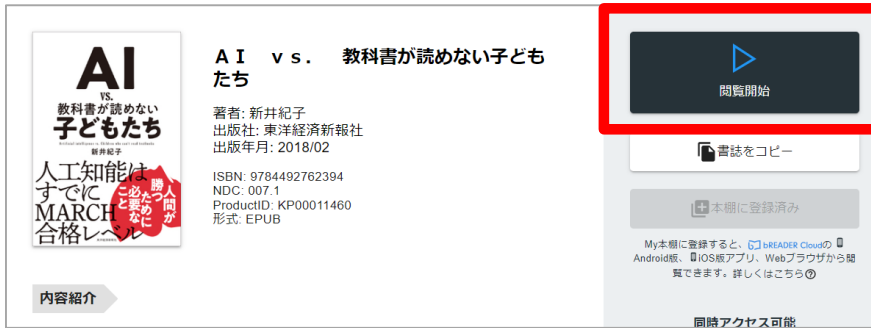 AI
VS.
教科書が読めない
子どもたち
新井紀子
人工知能は
すでに
MARCH
合格レベル
人間が
勝つために
必要な
こと
ＡＩ　ｖｓ．　教科書が読めない子ども
たち
著者: 新井紀子
出版社: 東洋経済新報社
出版年月: 2018/02
ISBN: 9784492762394
NDC: 007.1
ProductID: KP00011460
形式: EPUB
内容紹介
閲覧開始
書誌をコピー
本棚に登録済み
My本棚に登録すると、 bREADER Cloudの
Android版、 iOS版アプリ、Webブラウザから閲
覧できます。詳しくはこちら?
同時アクセス可能